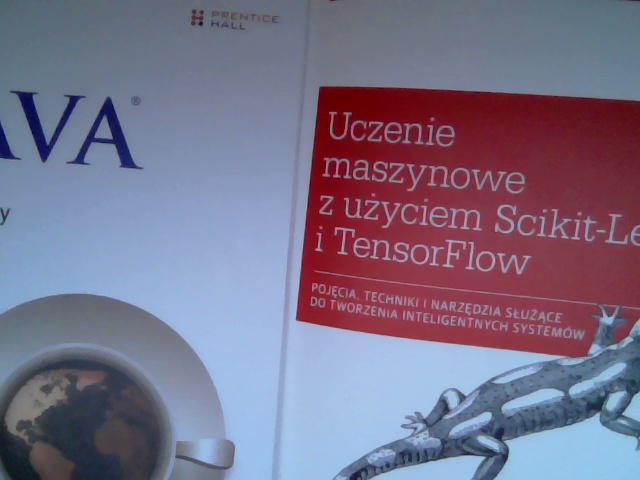 PRENTICE
HALL
AVA®
y
Uczenie
maszynowe
z użyciem Scikit-Le
i TensorFlow
POJĘCIA, TECHNIKI I NARZĘDZIA SŁUŻĄCE
DO TWORZENIA INTELIGENTNYCH SYSTEMÓW